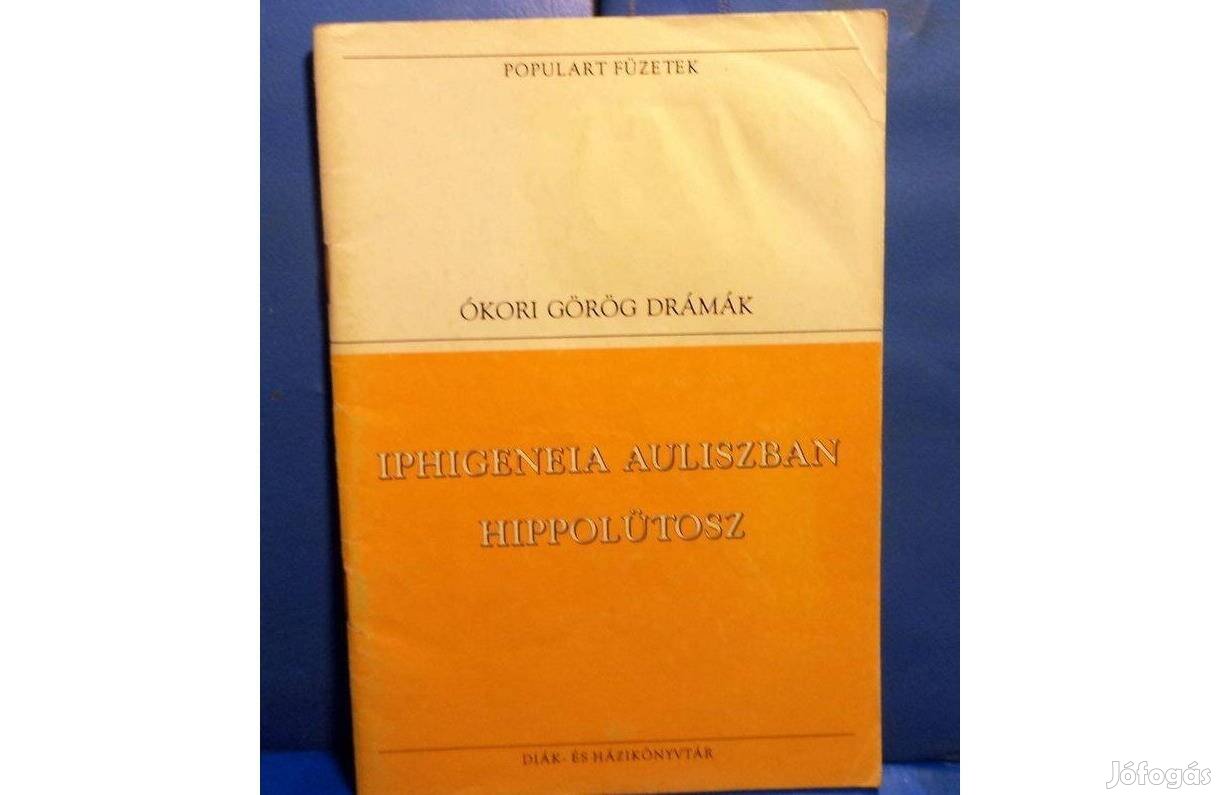 POPULART FÜZETEK
ÓKORI GÖRÖG DRÁMÁK
IPHIGENEIA AULISZBAN
HIPPOLÜTOSZ
DIÁK- ÉS HÁZIKÖNYVTÁR
Jófogás